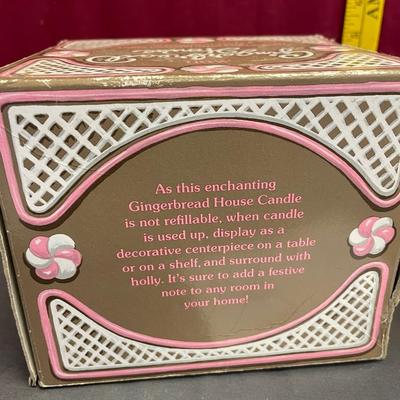 As this enchanting
Gingerbread House Candle
is not refillable, when candle
is used up, display as a
decorative centerpiece on a table
or on a shelf, and surround with
holly. It's sure to add a festive
note to any room in
your home!